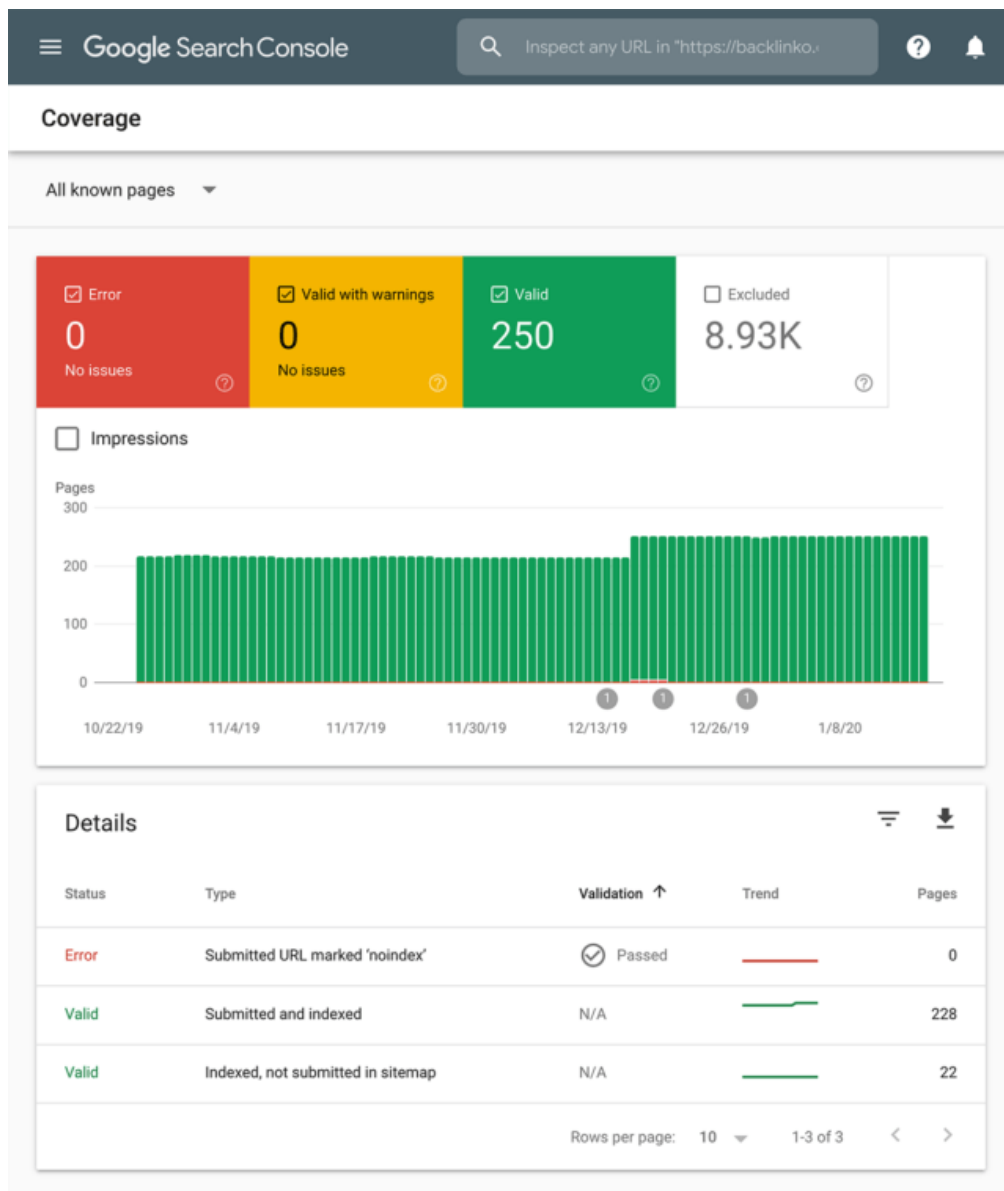 Google Search Console
Inspect any URL in "https://backlinko.
?
Coverage
All known pages
Error
0
No issues
?
Valid with warnings
0
No issues
?
Valid
250
?
Excluded
8.93K
?
Impressions
Pages
300
200
100
0
1 1 1
10/22/19 11/4/19 11/17/19 11/30/19 12/13/19 12/26/19 1/8/20
Details
Status Type Validation ↑ Trend Pages
Error Submitted URL marked ‘noindex’ Passed 0
Valid Submitted and indexed N/A 228
Valid Indexed, not submitted in sitemap N/A 22
Rows per page: 10 1-3 of 3 < >